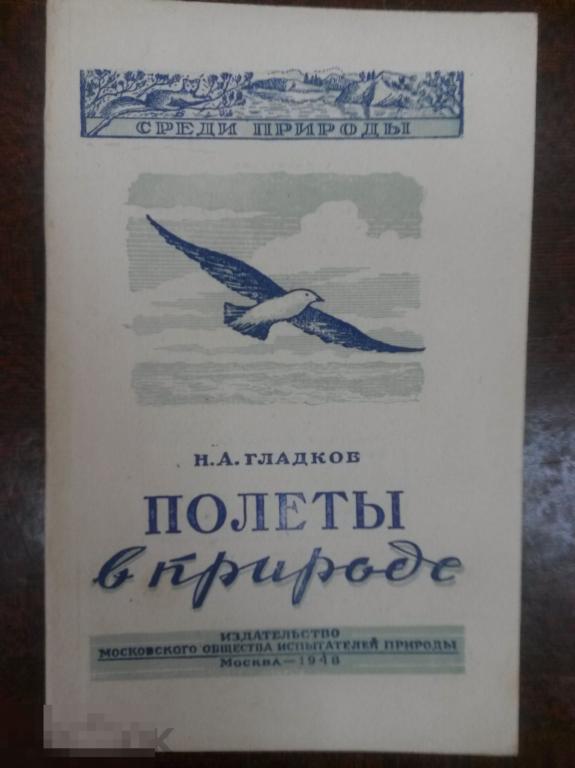 СРЕДИ ПРИРОДЫ
Н.А.ГЛАДКОВ
ПОЛЕТЫ
в природе
ИЗДАТЕЛЬСТВО
МОСКОВСКОГО ОБЩЕСТВА ИСПЫТАТЕЛЕЙ ПРИРОДЫ
МОСКВА—1948